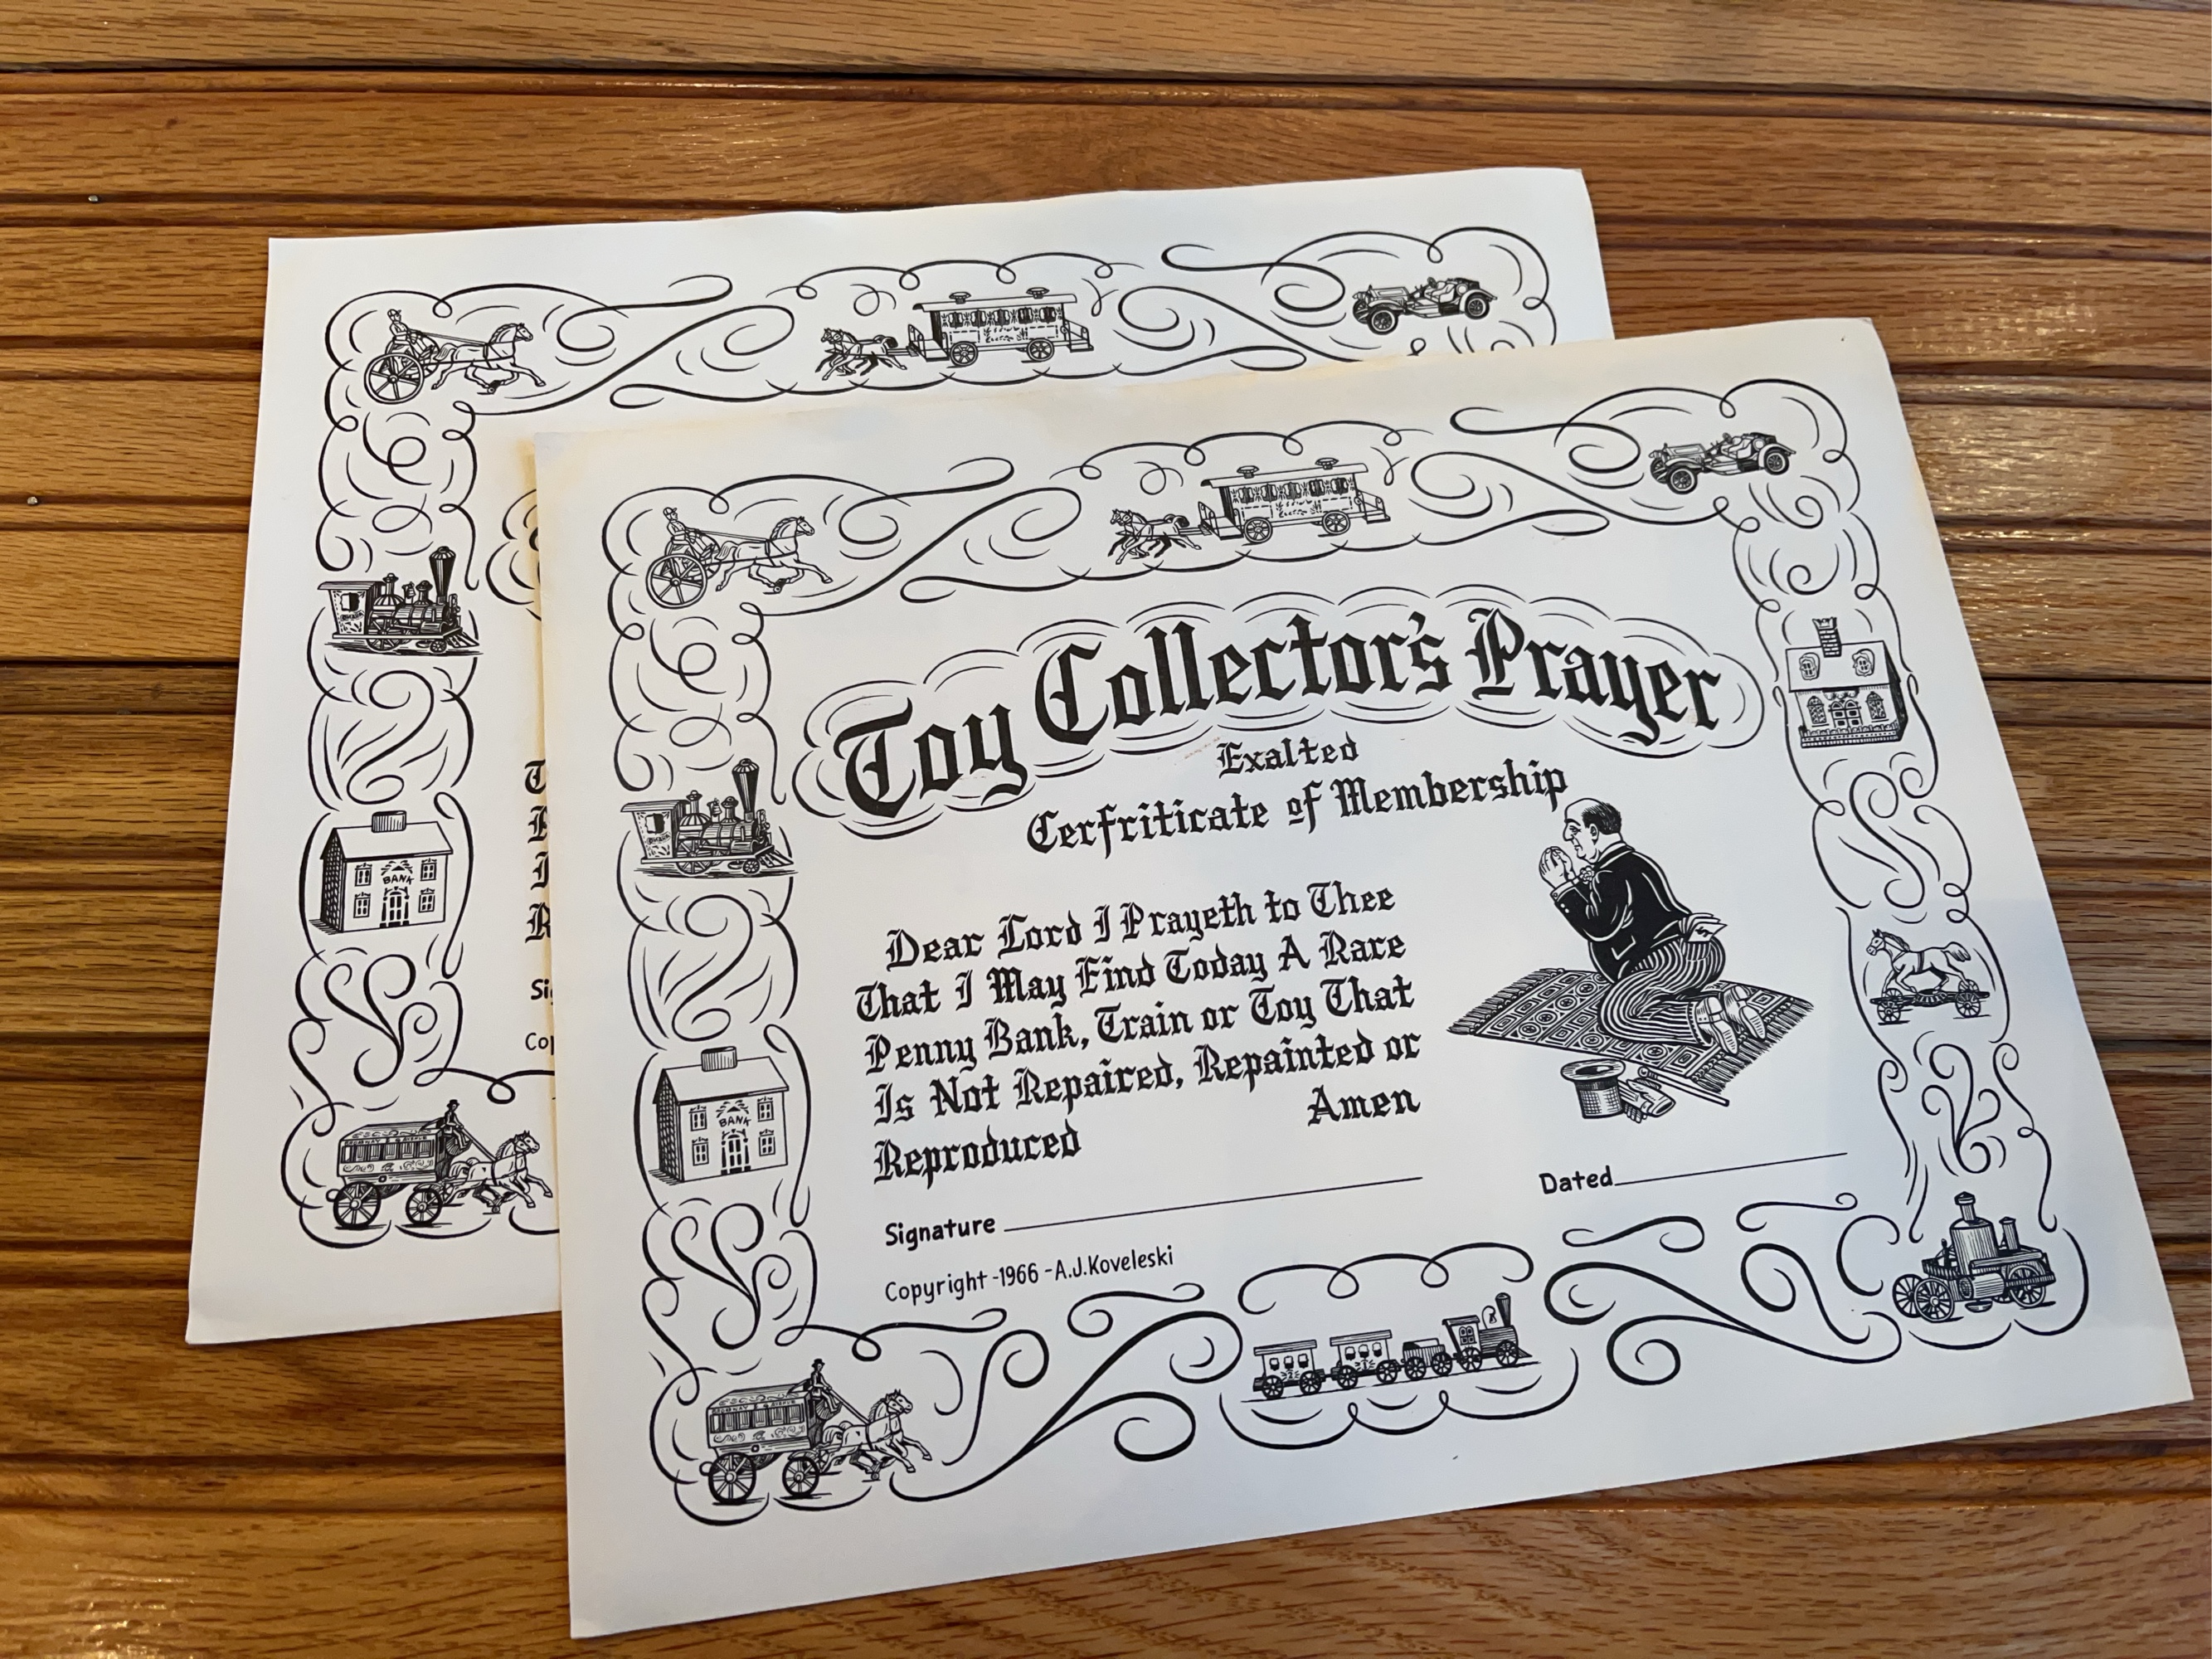 Toy Collector's Prayer
Exalted
Cerfriticate of Membership
Dear Lord I Prayeth to Thee
That I May Find Today A Rare
Penny Bank, Train or Toy That
Is Not Repaired, Repainted or
Reproduced
Amen
Signature
Dated
Copyright -1966 -A.J.Koveleski
BANK
BANK